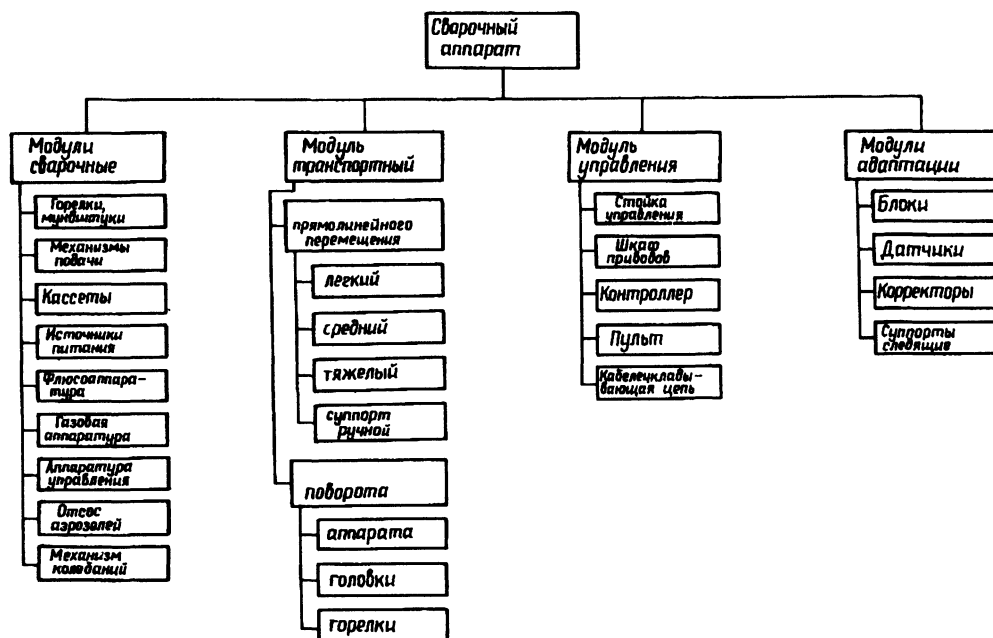 Сварочный
аппарат
Модули
сварочные
Горелки,
мундштуки
Механизмы
подачи
Кассеты
Источники
питания
Флюсоаппара-
тура
Газовая
аппаратура
Аппаратура
управления
Отсос
аэрозолей
Механизм
колебаний
Модуль
транспортный
прямолинейного
перемещения
легкий
средний
тяжелый
суппорт
ручной
поворота
аппарата
головки
горелки
Модуль
управления
Стойка
управления
Шкаф
приводов
Контроллер
Пульт
Кабелеуклады-
вающая цепь
Модули
адаптации
Блоки
Датчики
Корректоры
Суппорты
следящие